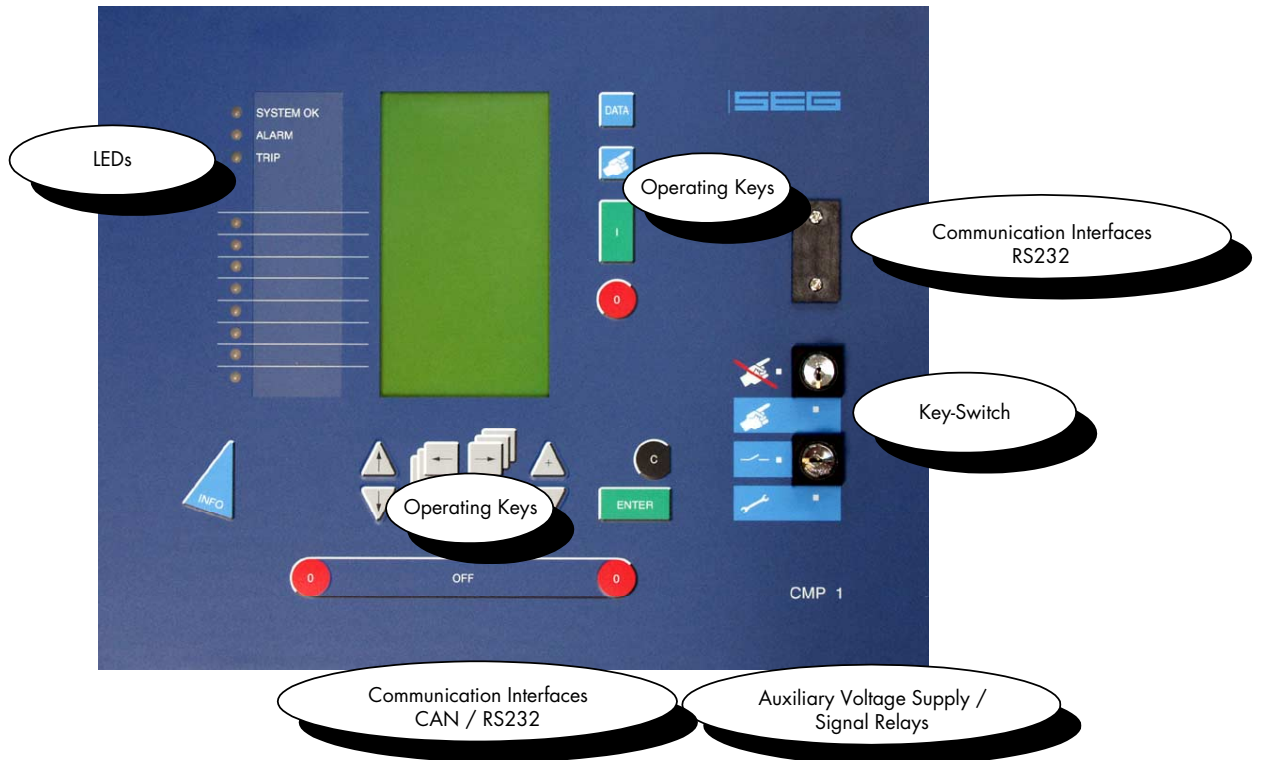 SYSTEM OK
ALARM
TRIP
LEDs
DATA
SEG
Operating Keys
I
0
Communication Interfaces
RS232
Key-Switch
INFO
+
C
ENTER
Operating Keys
0 OFF 0
CMP 1
Communication Interfaces
CAN / RS232
Auxiliary Voltage Supply /
Signal Relays